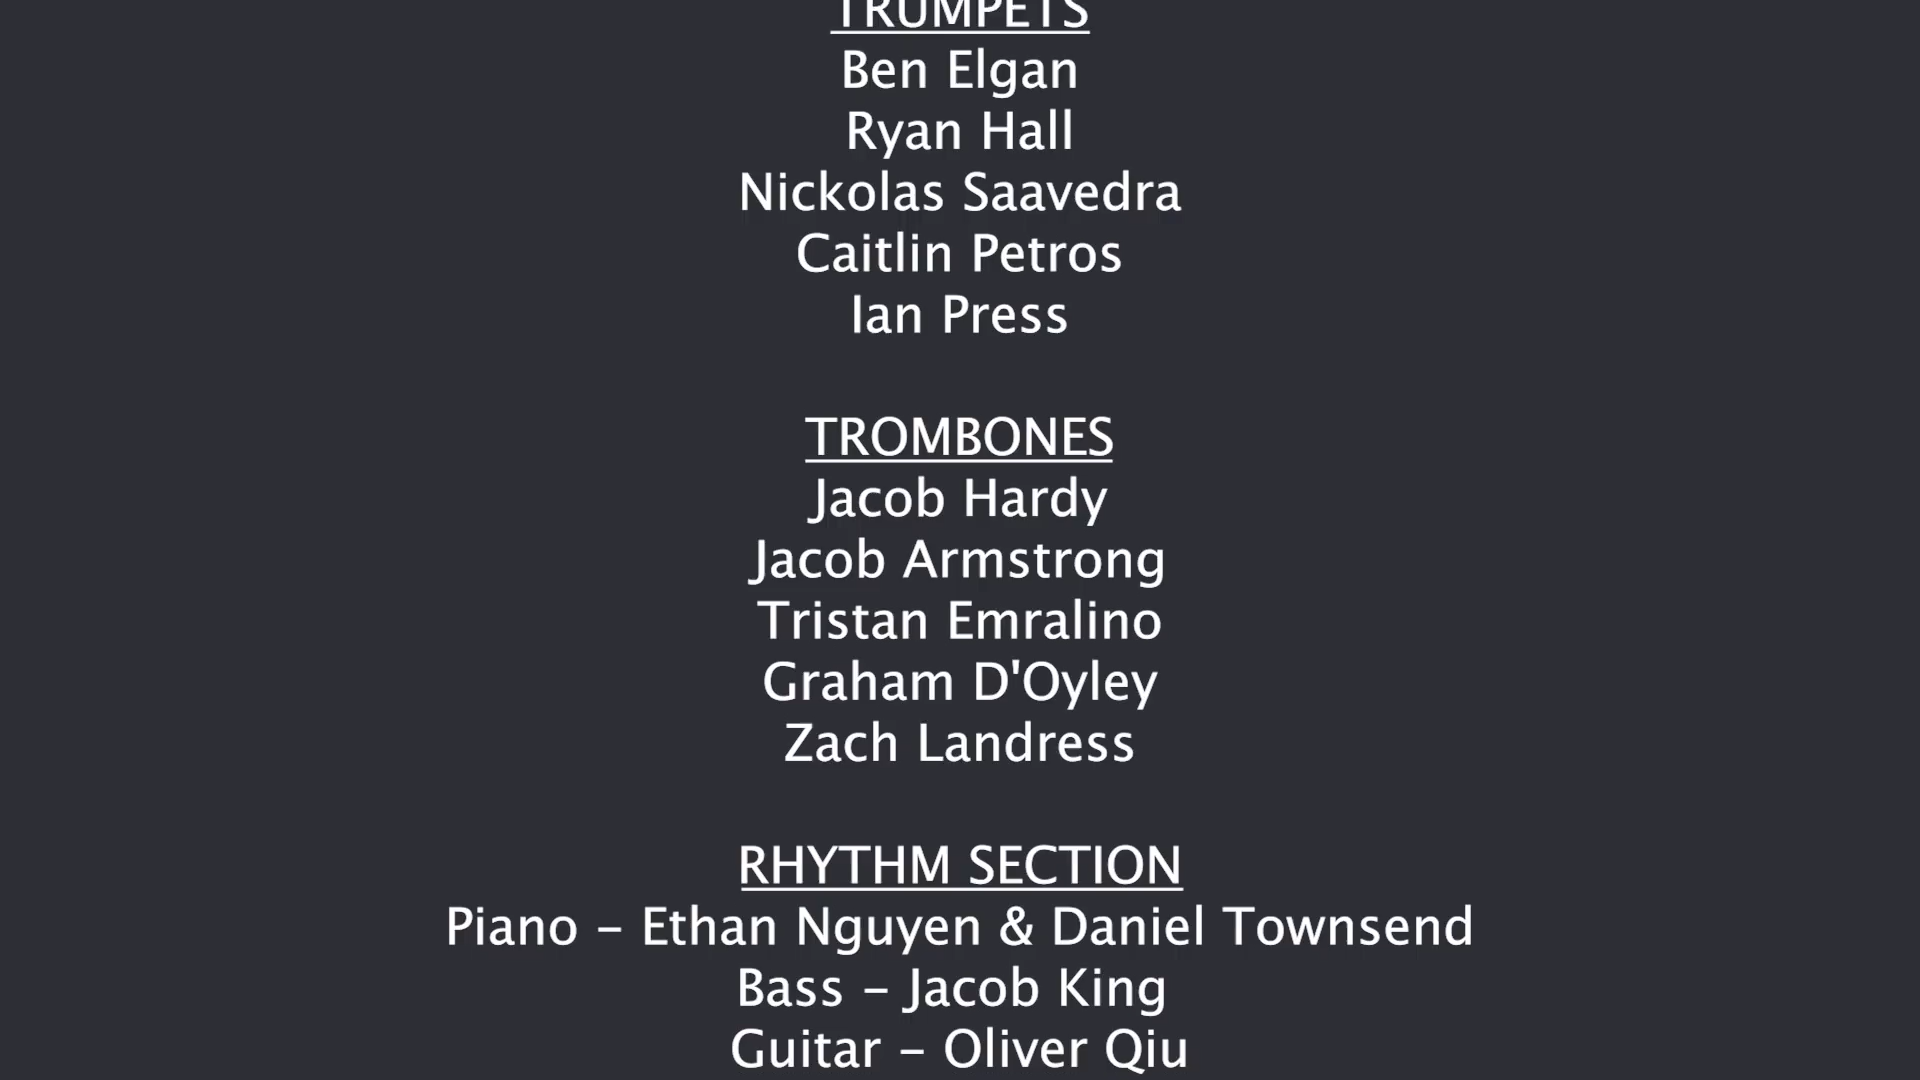 TRUMPETS
Ben Elgan
Ryan Hall
Nickolas Saavedra
Caitlin Petros
Ian Press
TROMBONES
Jacob Hardy
Jacob Armstrong
Tristan Emralino
Graham D'Oyley
Zach Landress
RHYTHM SECTION
Piano – Ethan Nguyen & Daniel Townsend
Bass – Jacob King
Guitar – Oliver Qiu